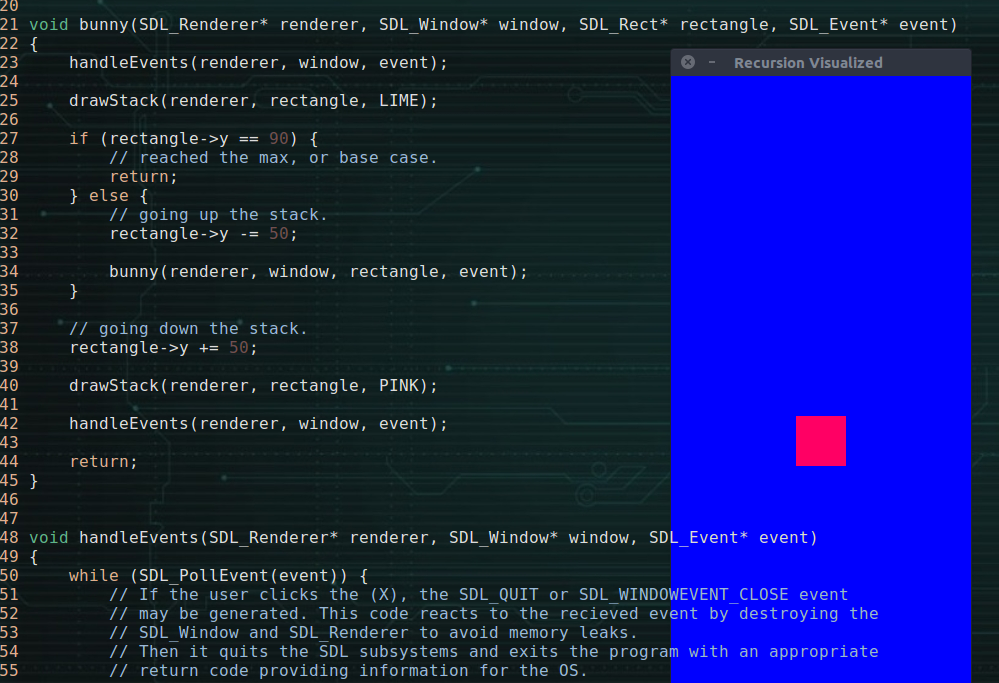 20
21 void bunny(SDL_Renderer* renderer, SDL_Window* window, SDL_Rect* rectangle, SDL_Event* event)
22 {
23     handleEvents(renderer, window, event);
24
25     drawStack(renderer, rectangle, LIME);
26
27     if (rectangle->y == 90) {
28         // reached the max, or base case.
29         return;
30     } else {
31         // going up the stack.
32         rectangle->y -= 50;
33
34         bunny(renderer, window, rectangle, event);
35     }
36
37     // going down the stack.
38     rectangle->y += 50;
39
40     drawStack(renderer, rectangle, PINK);
41
42     handleEvents(renderer, window, event);
43
44     return;
45 }
46
47
48 void handleEvents(SDL_Renderer* renderer, SDL_Window* window, SDL_Event* event)
49 {
50     while (SDL_PollEvent(event)) {
51         // If the user clicks the (X), the SDL_QUIT or SDL_WINDOWEVENT_CLOSE event
52         // may be generated. This code reacts to the recieved event by destroying the
53         // SDL_Window and SDL_Renderer to avoid memory leaks.
54         // Then it quits the SDL subsystems and exits the program with an appropriate
55         // return code providing information for the OS.
Recursion Visualized